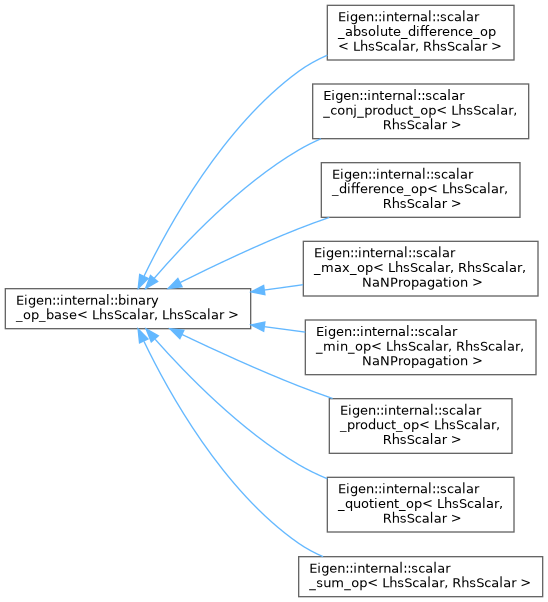 Eigen::internal::scalar
_absolute_difference_op
< LhsScalar, RhsScalar >
Eigen::internal::scalar
_conj_product_op< LhsScalar,
RhsScalar >
Eigen::internal::scalar
_difference_op< LhsScalar,
RhsScalar >
Eigen::internal::scalar
_max_op< LhsScalar, RhsScalar,
NaNPropagation >
Eigen::internal::binary
_op_base< LhsScalar, LhsScalar >
Eigen::internal::scalar
_min_op< LhsScalar, RhsScalar,
NaNPropagation >
Eigen::internal::scalar
_product_op< LhsScalar,
RhsScalar >
Eigen::internal::scalar
_quotient_op< LhsScalar,
RhsScalar >
Eigen::internal::scalar
_sum_op< LhsScalar, RhsScalar >